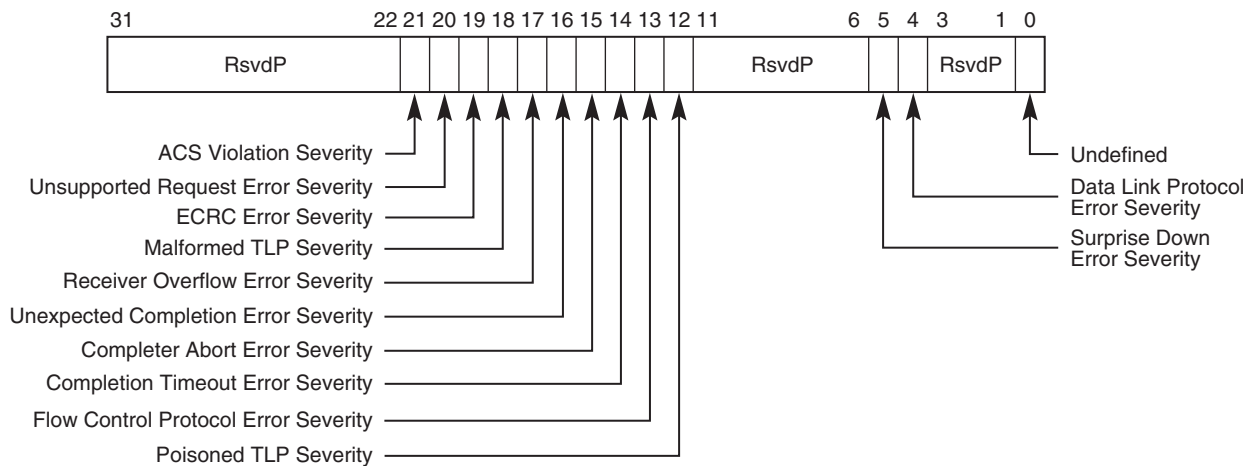 31 22 21 20 19 18 17 16 15 14 13 12 11 6 5 4 3 1 0
RsvdP RsvdP RsvdP
ACS Violation Severity
Unsupported Request Error Severity
ECRC Error Severity
Malformed TLP Severity
Receiver Overflow Error Severity
Unexpected Completion Error Severity
Completer Abort Error Severity
Completion Timeout Error Severity
Flow Control Protocol Error Severity
Poisoned TLP Severity
Undefined
Data Link Protocol
Error Severity
Surprise Down
Error Severity